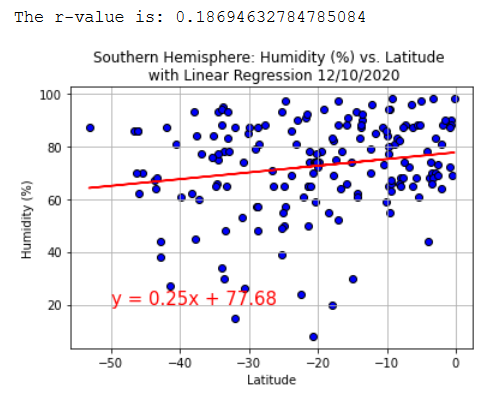 The r-value is: 0.18694632784785084
Southern Hemisphere: Humidity (%) vs. Latitude
with Linear Regression 12/10/2020
100
80
60
40
20
Humidity (%)
y = 0.25x + 77.68
−50 −40 −30 −20 −10 0
Latitude